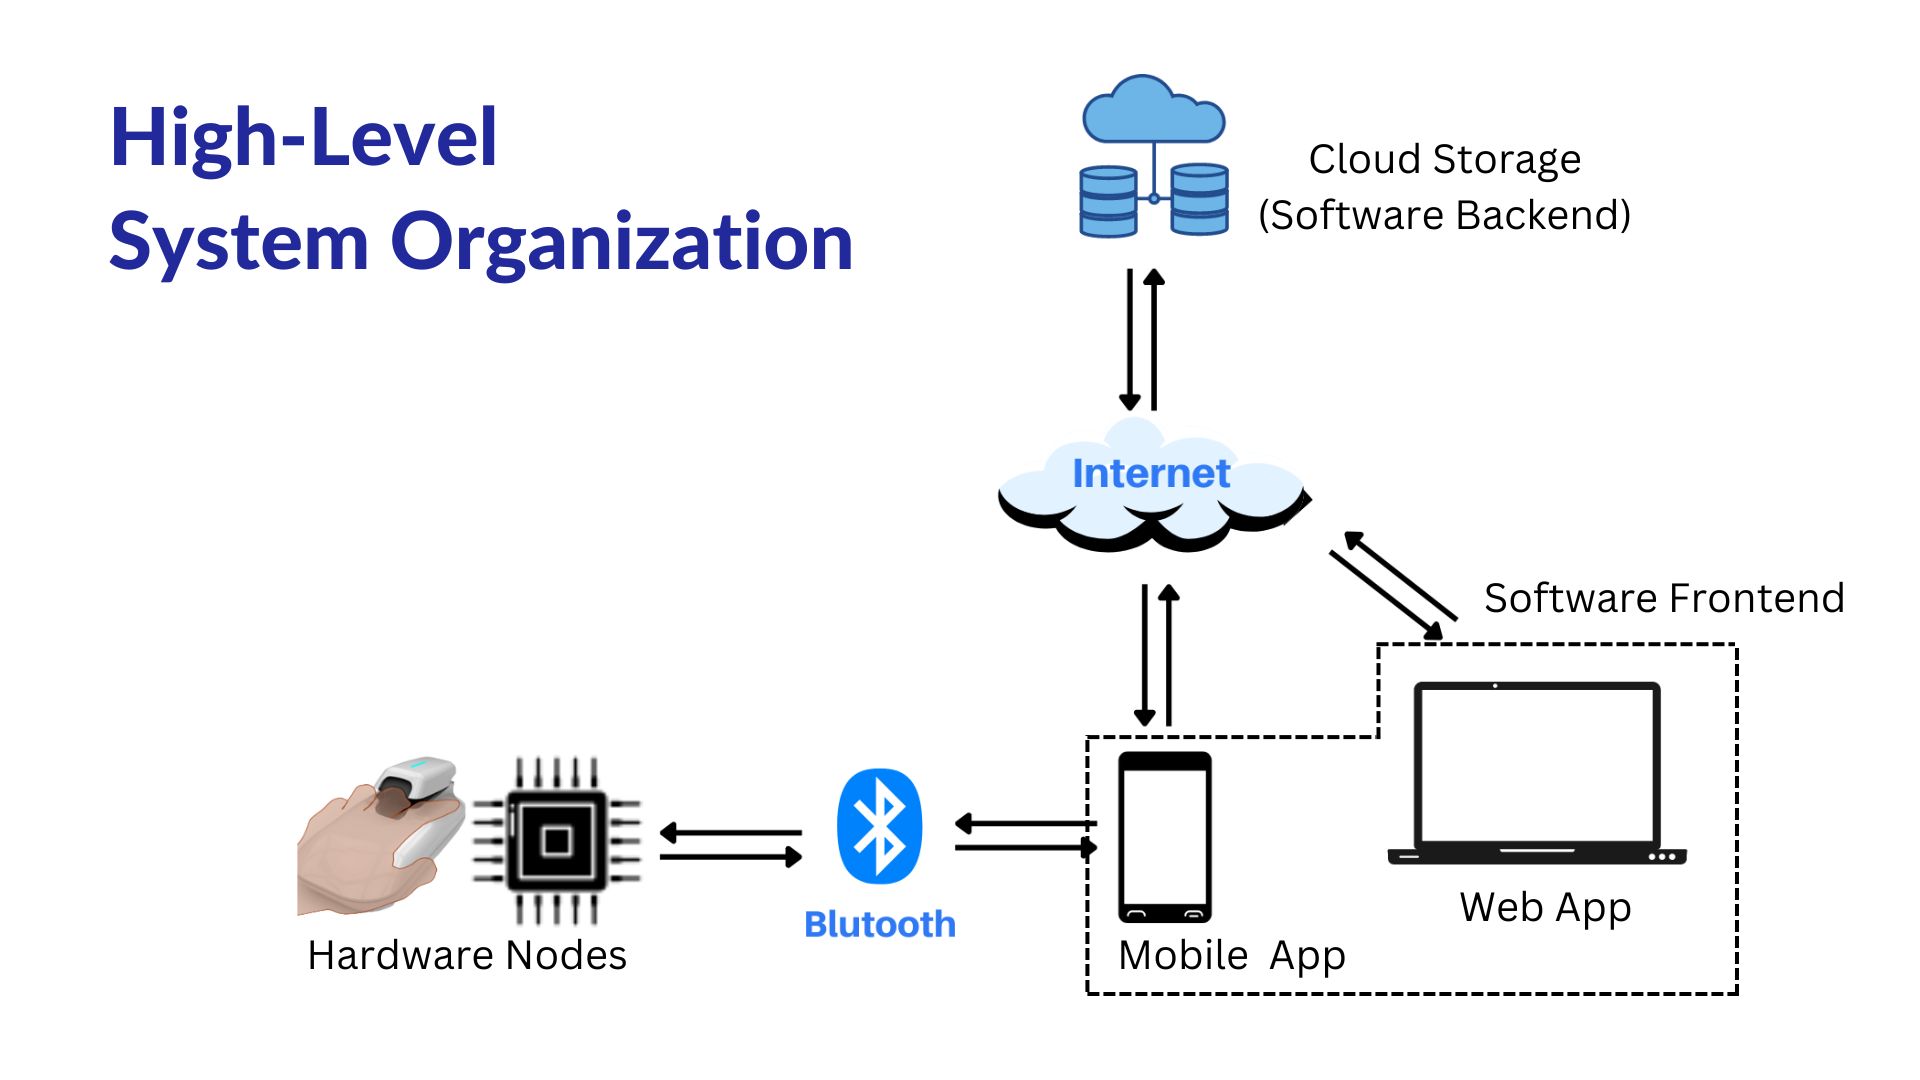 High-Level
System Organization
Cloud Storage
(Software Backend)
Internet
Software Frontend
Blutooth
Web App
Hardware Nodes
Mobile App